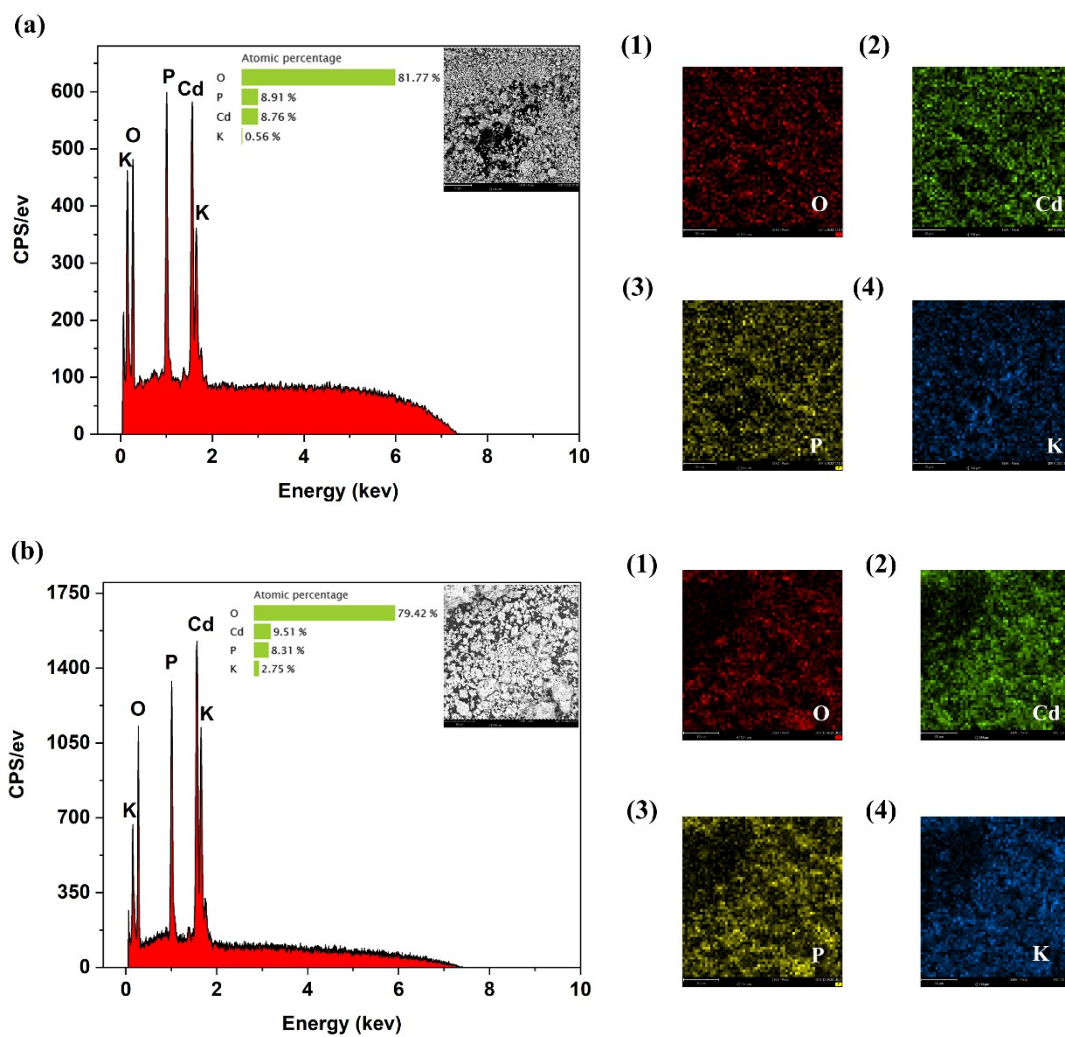 (a)
CPS/ev
600
500
400
300
200
100
0
0 2 4 6 8 10
Energy (kev)
K
O
P
Cd
K
Atomic percentage
O 81.77 %
P 8.91 %
Cd 8.76 %
K 0.56 %
(1)
O
(2)
Cd
(3)
P
(4)
K
(b)
CPS/ev
1750
1400
1050
700
350
0
0 2 4 6 8 10
Energy (kev)
K
O
P
Cd
K
Atomic percentage
O 79.42 %
Cd 9.51 %
P 8.31 %
K 2.75 %
(1)
O
(2)
Cd
(3)
P
(4)
K